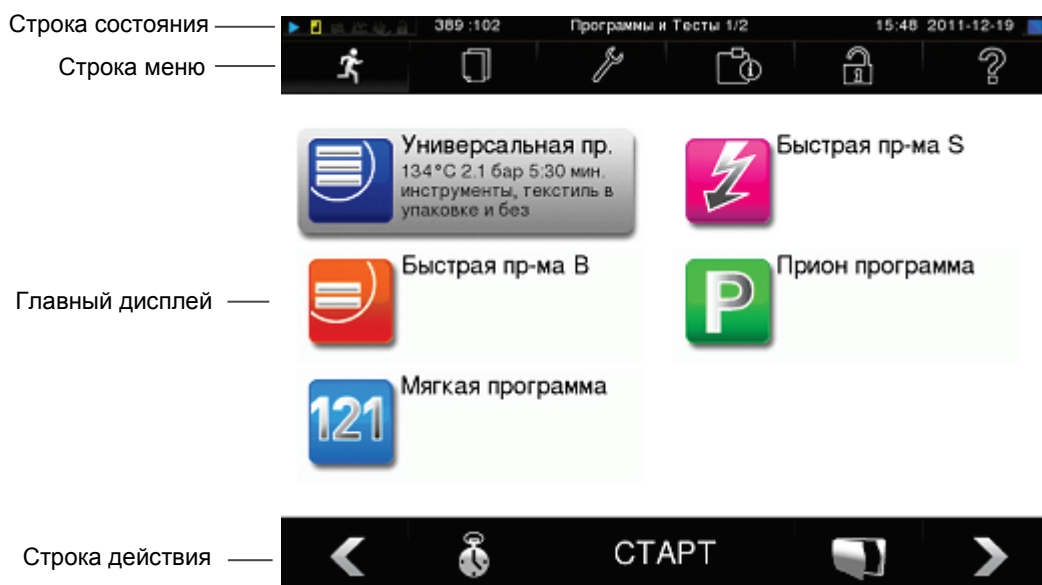 Строка состояния
389 :102 Программы и Тесты 1/2 15:48 2011-12-19
Строка меню
Универсальная пр.
134°C 2.1 бар 5:30 мин.
инструменты, текстиль в
упаковке и без
Быстрая пр-ма S
Быстрая пр-ма B
Прион программа
P
Главный дисплей
Мягкая программа
121
Строка действия
СТАРТ